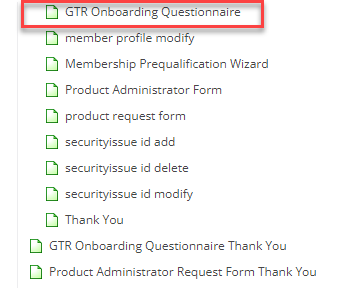 GTR Onboarding Questionnaire
member profile modify
Membership Prequalification Wizard
Product Administrator Form
product request form
securityissue id add
securityissue id delete
securityissue id modify
Thank You
GTR Onboarding Questionnaire Thank You
Product Administrator Request Form Thank You